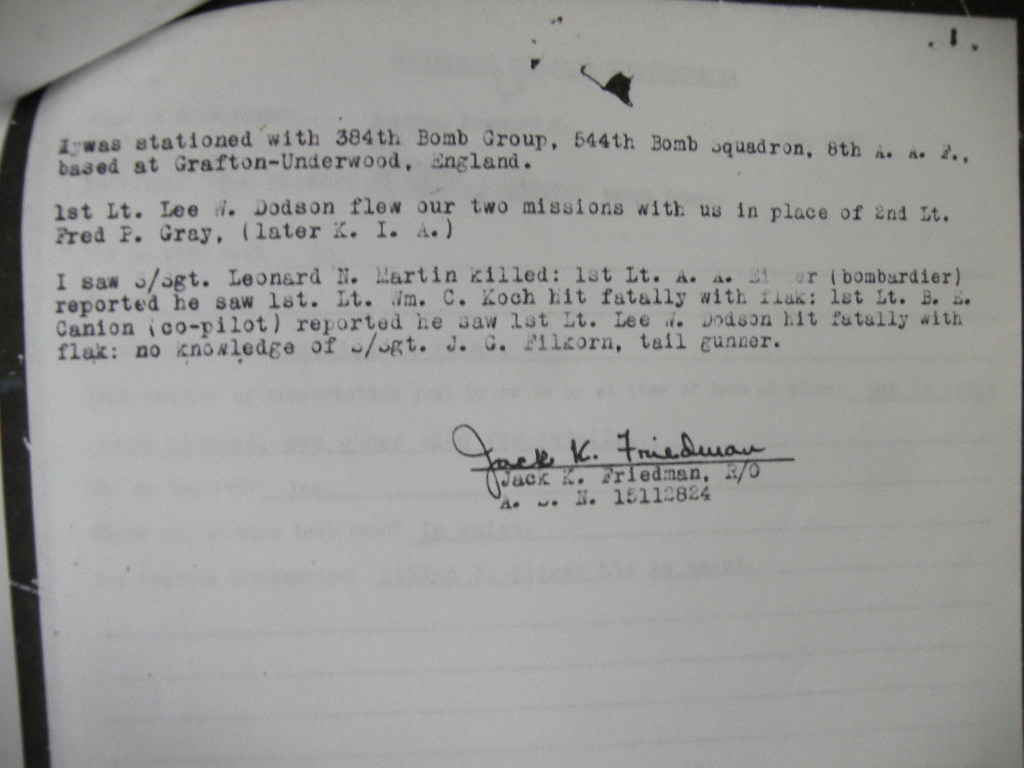 I was stationed with 384th Bomb Group, 544th Bomb Squadron, 8th A. A. F.,
based at Grafton-Underwood, England.
1st Lt. Lee W. Dodson flew our two missions with us in place of 2nd Lt.
Fred P. Gray, (later K. I. A.)
I saw S/Sgt. Leonard N. Martin killed: 1st Lt. A. A. (bombardier)
reported he saw 1st. Lt. Wm. C. Koch hit fatally with flak: 1st Lt. B. E.
Canion (co-pilot) reported he saw 1st Lt. Lee W. Dodson hit fatally with
flak: no knowledge of S/Sgt. J. G. Filkorn, tail gunner.
Jack K. Friedman
Jack K. Friedman, R/O
A. S. N. 15112824